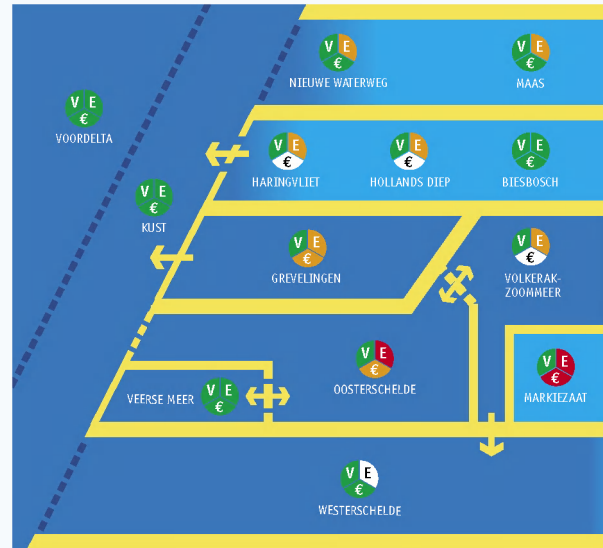 V E
€
NIEUWE WATERWEG
V E
€
MAAS
V E
€
VOORDELTA
V E
€
HARINGVLIET
V E
€
HOLLANDS DIEP
V E
€
BIESBOSCH
V E
€
KUST
V E
€
GREVELINGEN
V E
€
VOLKERAK-
ZOOMMEER
V E
€
OOSTERSCHELDE
V E
€
MARKIEZAAT
VEERSE MEER
V E
€
V E
€
WESTERSCHELDE